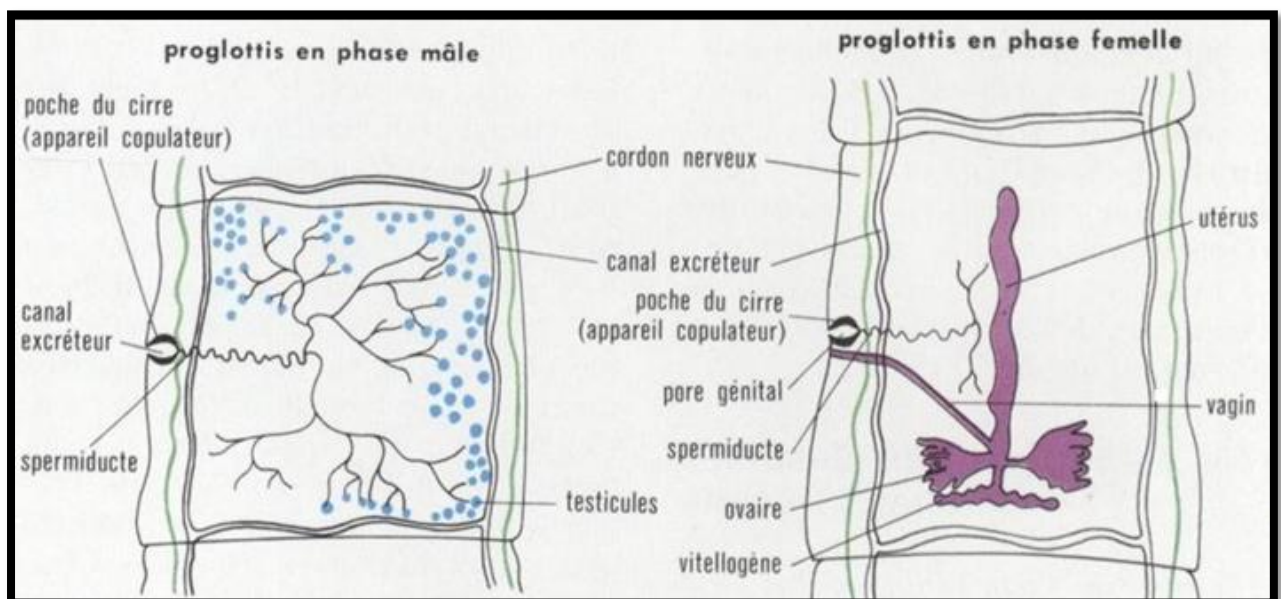 proglottis en phase mâle
proglottis en phase femelle
poche du cirre
(appareil copulateur)
canal
excréteur
spermiducte
testicules
cordon nerveux
canal excréteur
poche du cirre
(appareil copulateur)
pore génital
spermiducte
ovaire
vitellogène
utérus
vagin